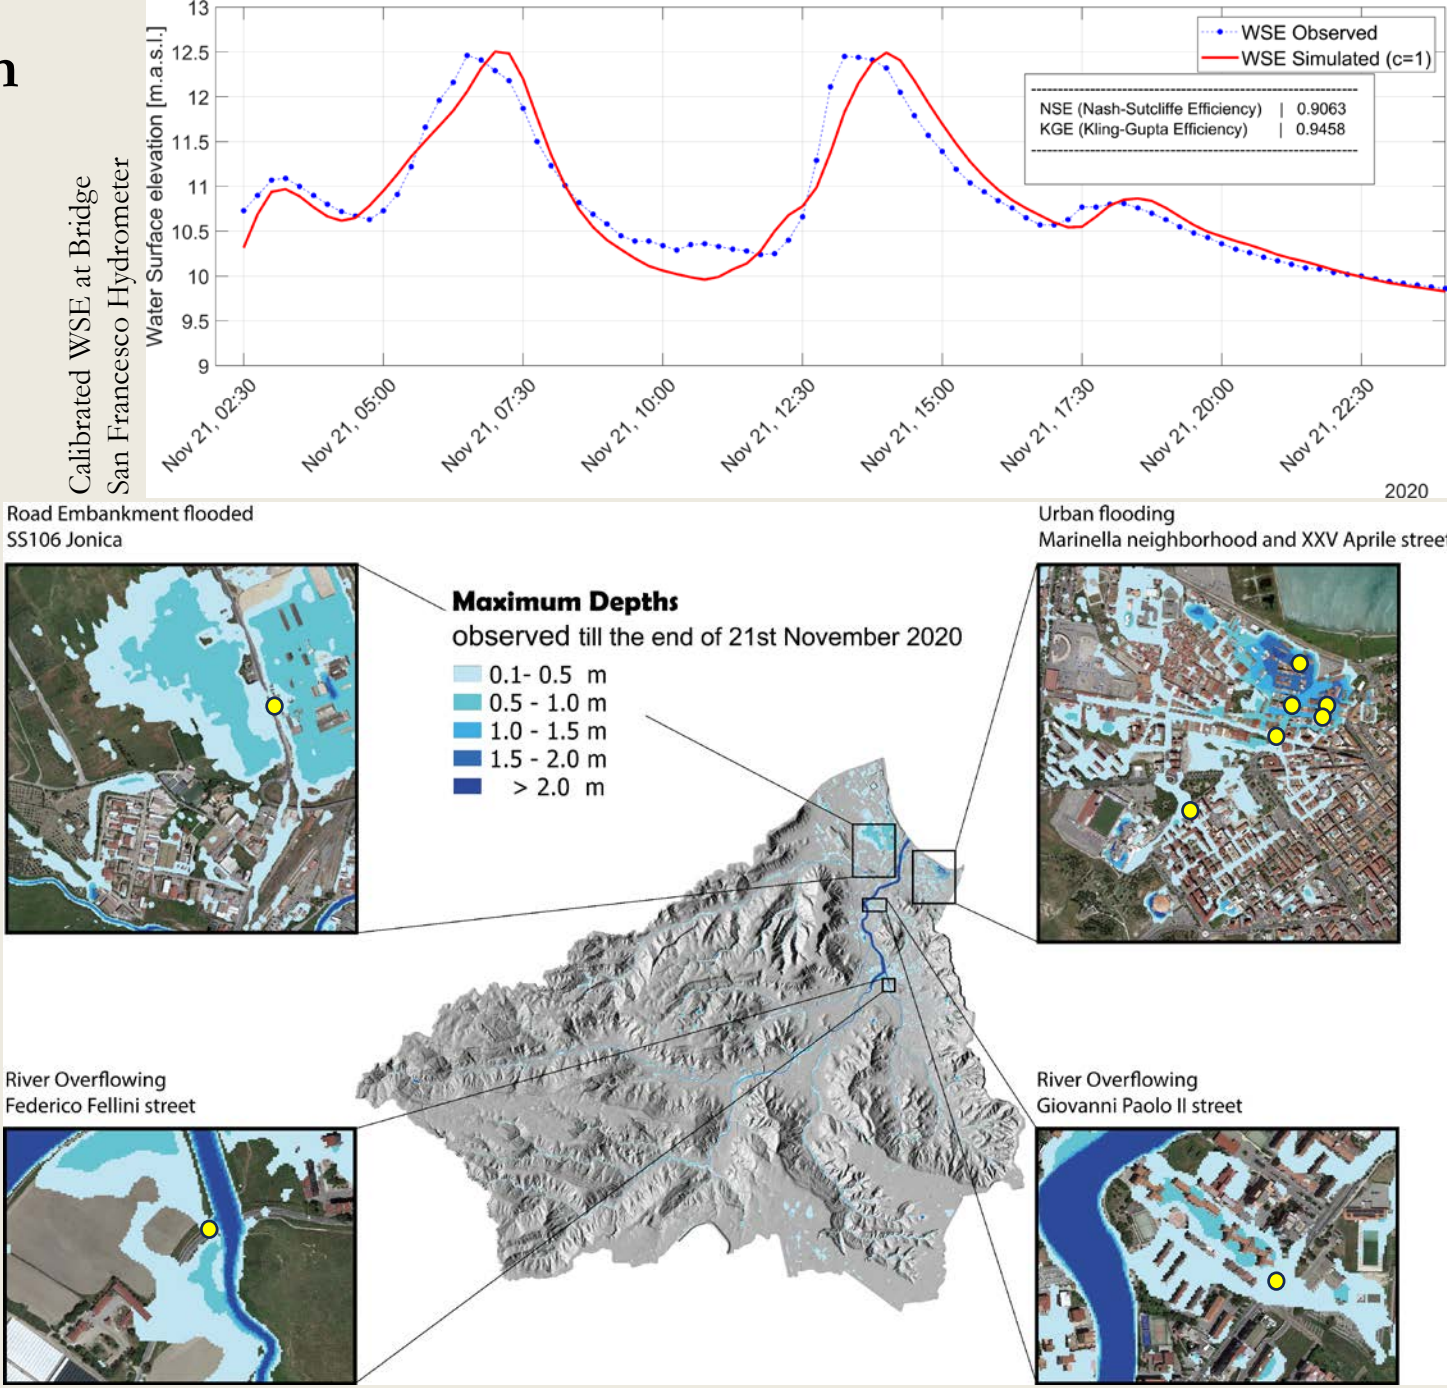 n
Calibrated WSE at Bridge
San Francesco Hydrometer
Water Surface elevation [m.a.s.l.]
13
12.5
12
11.5
11
10.5
10
9.5
9
WSE Observed
WSE Simulated (c=1)
NSE (Nash-Sutcliffe Efficiency) | 0.9063
KGE (Kling-Gupta Efficiency) | 0.9458
Nov 21, 02:30
Nov 21, 05:00
Nov 21, 07:30
Nov 21, 10:00
Nov 21, 12:30
Nov 21, 15:00
Nov 21, 17:30
Nov 21, 20:00
Nov 21, 22:30
2020
Road Embankment flooded
SS106 Jonica
Urban flooding
Marinella neighborhood and XXV Aprile street
Maximum Depths
observed till the end of 21st November 2020
0.1- 0.5 m
0.5 - 1.0 m
1.0 - 1.5 m
1.5 - 2.0 m
> 2.0 m
River Overflowing
Federico Fellini street
River Overflowing
Giovanni Paolo II street